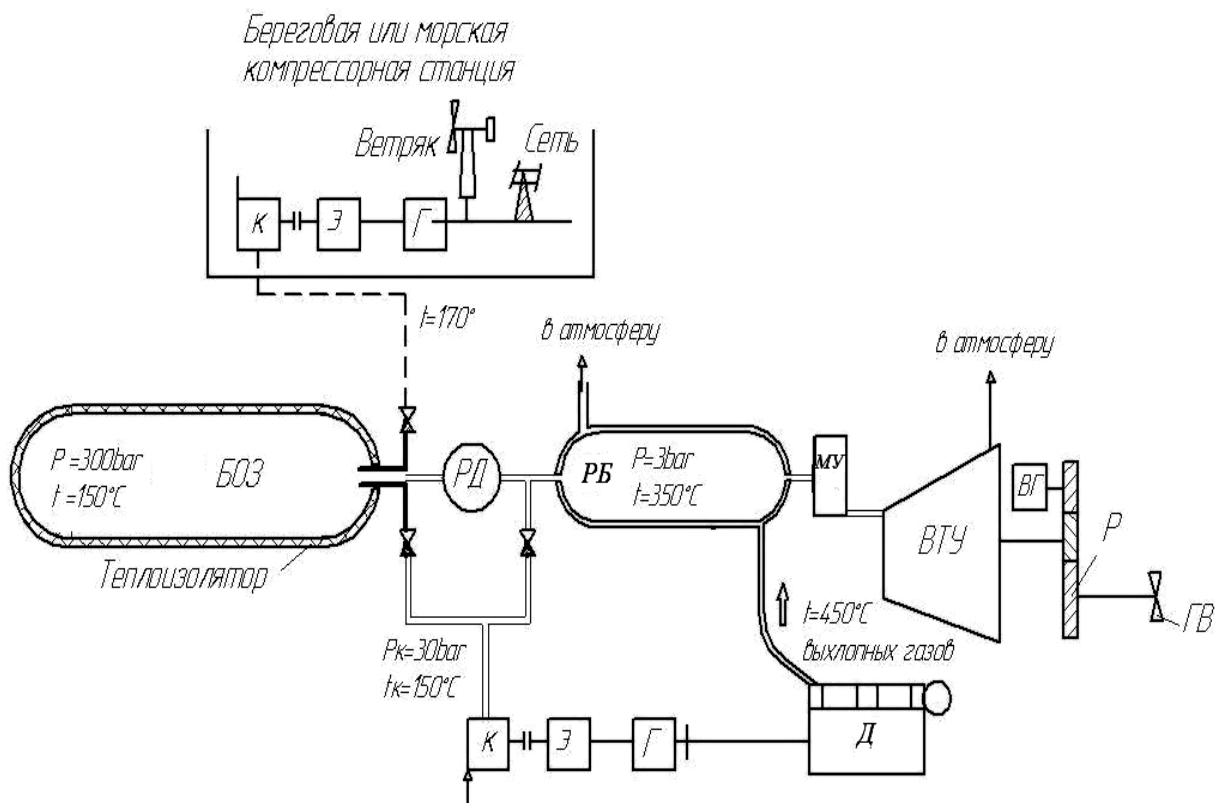 Береговая или морская
компрессорная станция
Ветряк
Сеть
К
Э
Г
t=170°
в атмосферу
в атмосферу
P =300bar
t =150°C
БОЗ
РД
РБ
P=3bar
t=350°C
МУ
ВТУ
ВГ
Р
ГВ
Теплоизолятор
t=450°C
выхлопных газов
Pк=30bar
tк=150°C
К
Э
Г
Д